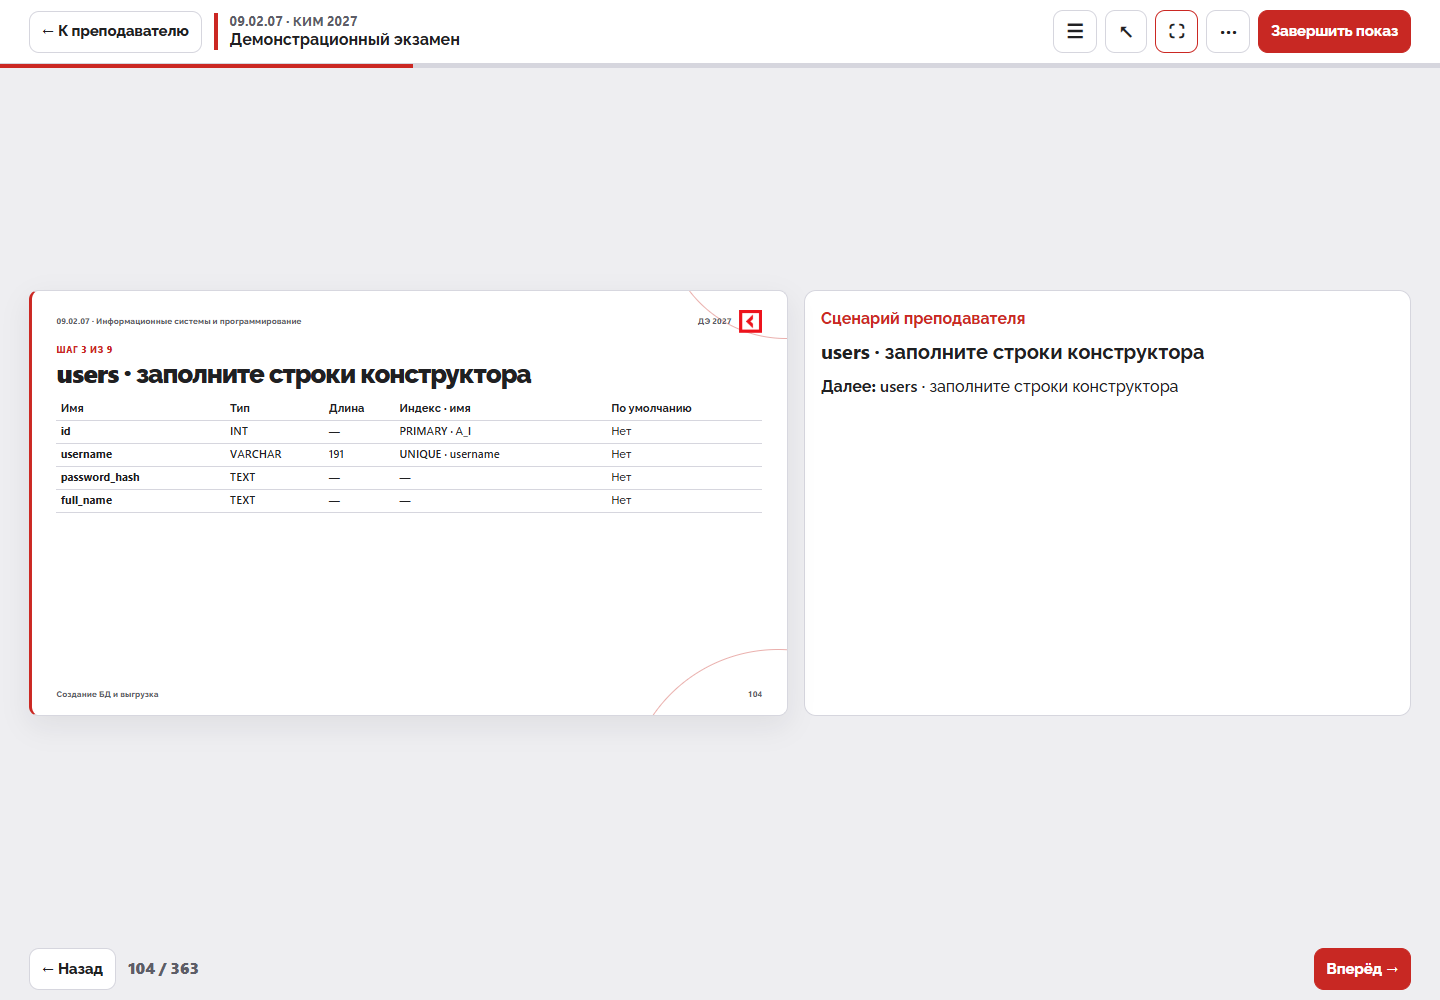 ← К преподавателю
09.02.07 · КИМ 2027
Демонстрационный экзамен
Завершить показ
09.02.07 · Информационные системы и программирование
ДЭ 2027
ШАГ 3 ИЗ 9
users · заполните строки конструктора
Имя Тип Длина Индекс · имя По умолчанию
id INT — PRIMARY · A_I Нет
username VARCHAR 191 UNIQUE · username Нет
password_hash TEXT — — Нет
full_name TEXT — — Нет
Создание БД и выгрузка
104
Сценарий преподавателя
users · заполните строки конструктора
Далее: users · заполните строки конструктора
← Назад
104 / 363
Вперёд →